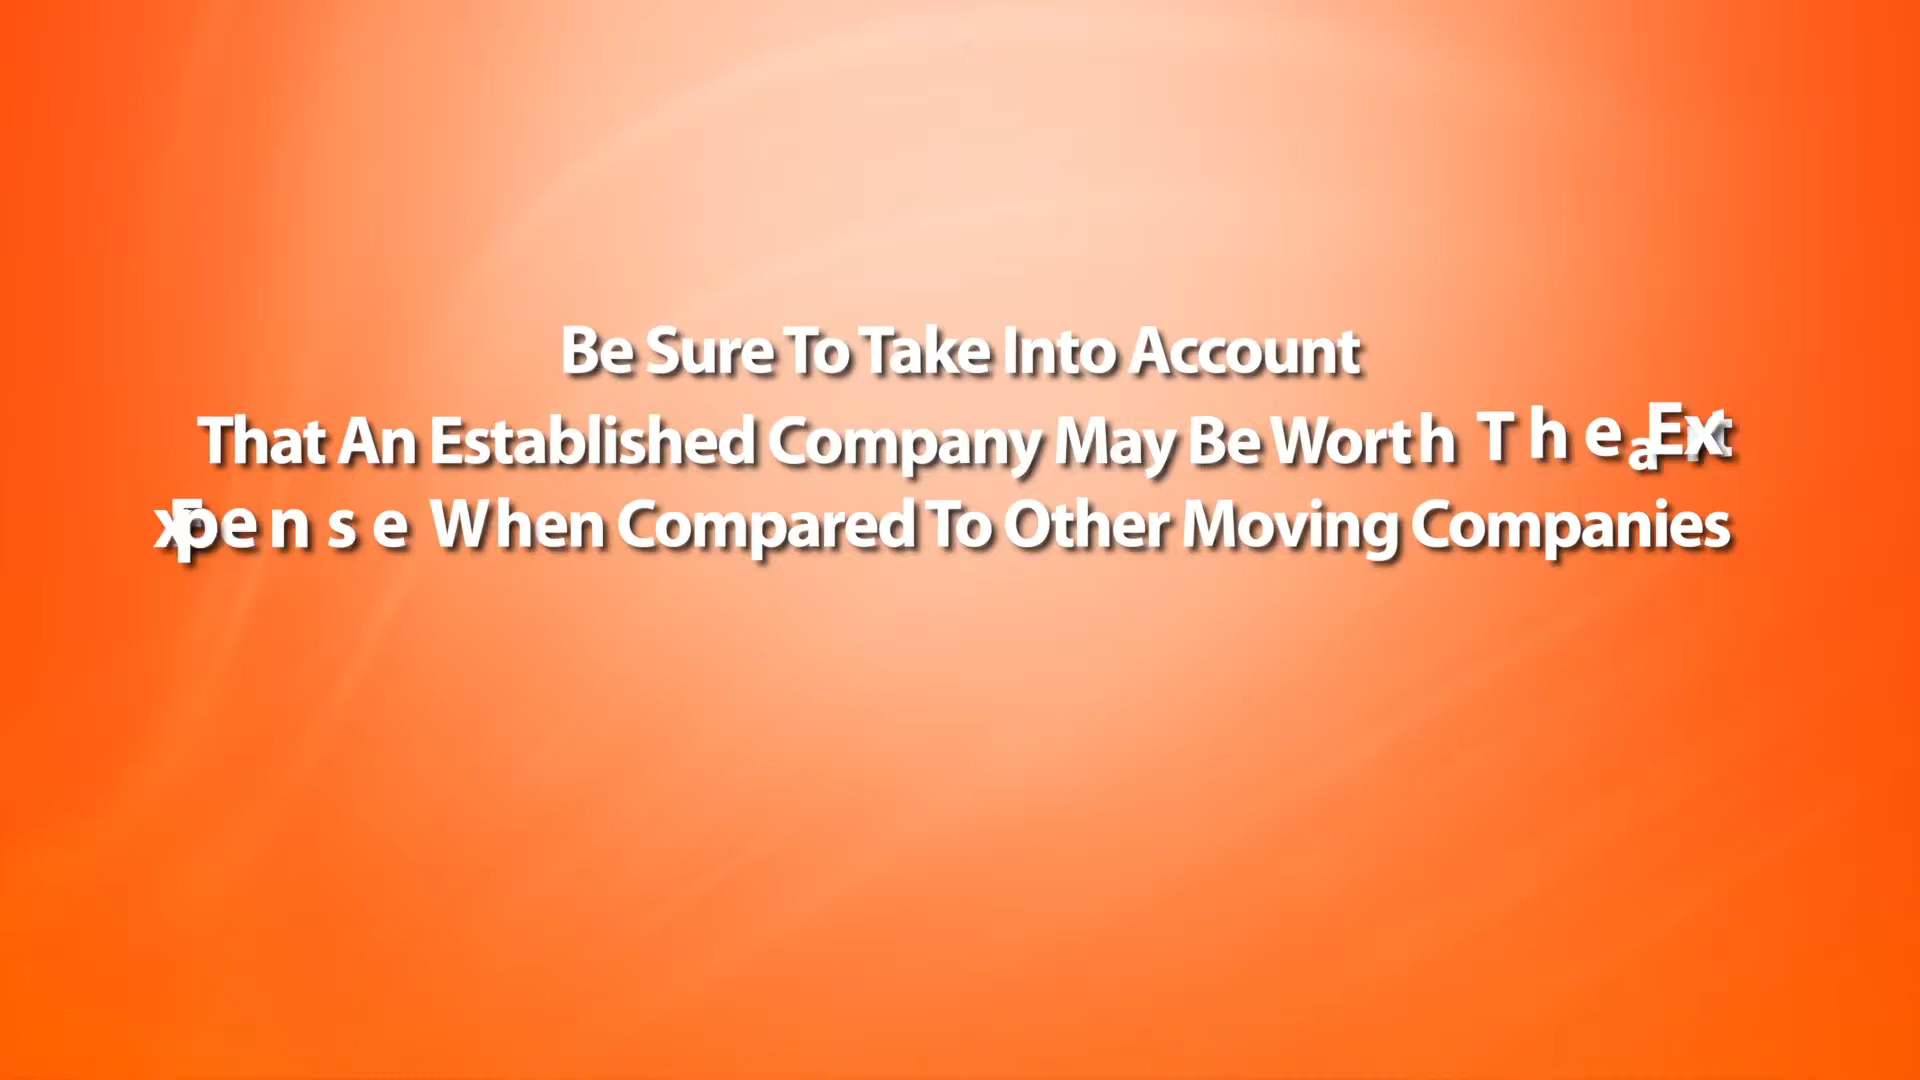 Be Sure To Take Into Account
That An Established Company May Be Worth The
When Compared To Other Moving Companies